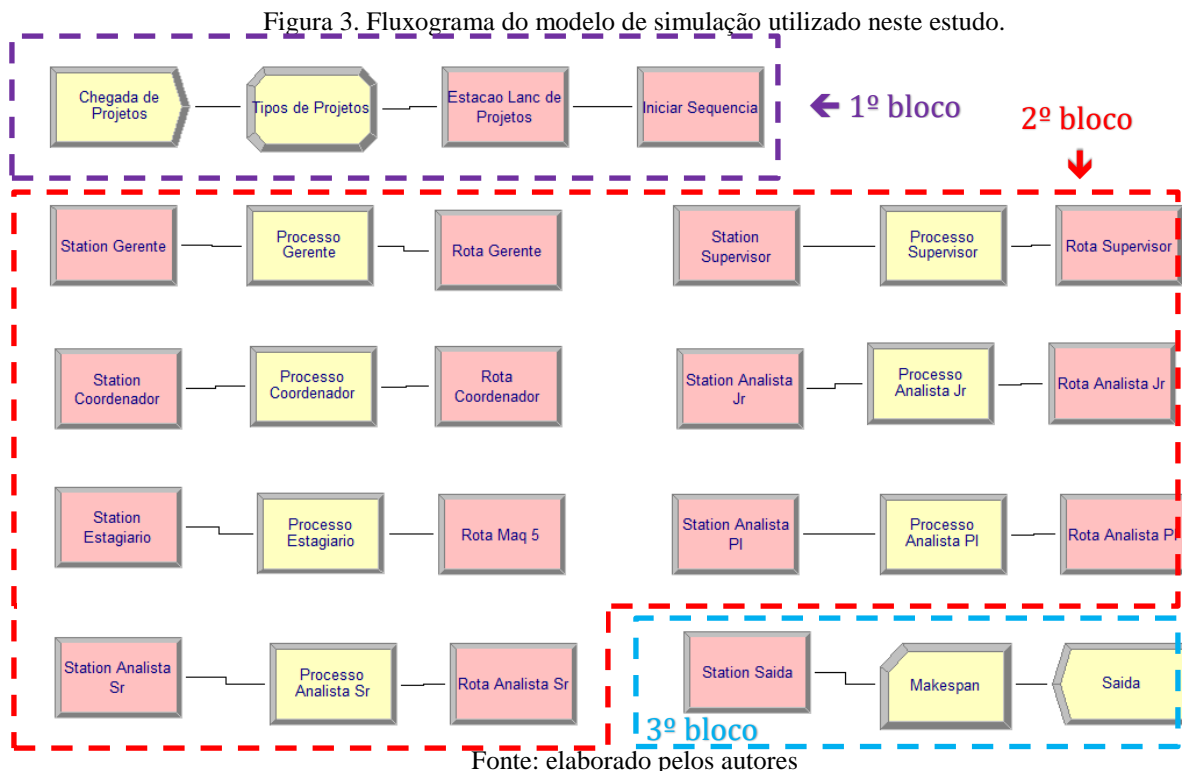 Figura 3. Fluxograma do modelo de simulação utilizado neste estudo.
Chegada de
Projetos
Tipos de Projetos
Estacao Lanc de
Projetos
Iniciar Sequencia
← 1º bloco
2º bloco
↓
Station Gerente
Processo
Gerente
Rota Gerente
Station
Supervisor
Processo
Supervisor
Rota Supervisor
Station
Coordenador
Processo
Coordenador
Rota
Coordenador
Station Analista
Jr
Processo
Analista Jr
Rota Analista Jr
Station
Estagiario
Processo
Estagiario
Rota Maq 5
Station Analista
Pl
Processo
Analista Pl
Rota Analista Pl
Station Analista
Sr
Processo
Analista Sr
Rota Analista Sr
Station Saida
Makespan
Saida
3º bloco
Fonte: elaborado pelos autores